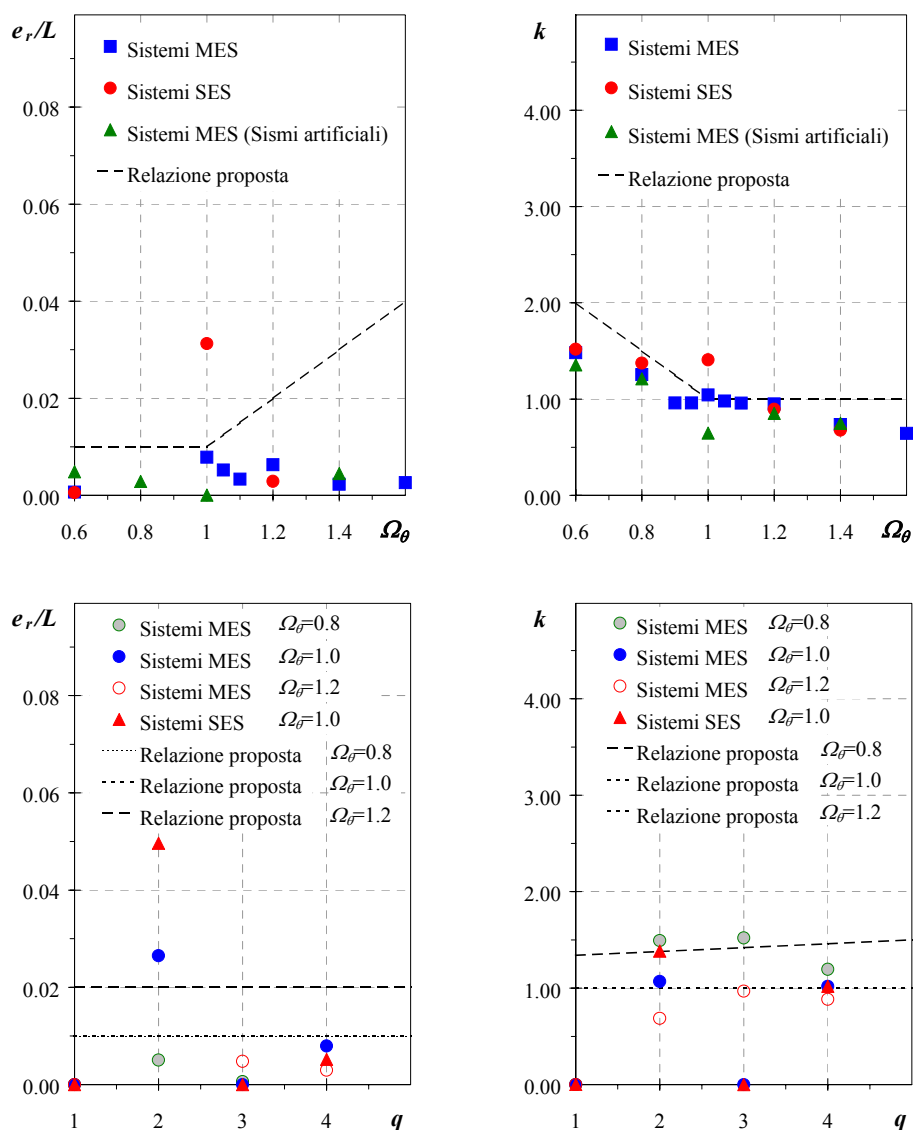 e_r/L
Sistemi MES
Sistemi SES
Sistemi MES (Sismi artificiali)
Relazione proposta
0.08
0.06
0.04
0.02
0.00
0.6
0.8
1
1.2
1.4
Ω_θ
k
Sistemi MES
Sistemi SES
Sistemi MES (Sismi artificiali)
Relazione proposta
4.00
3.00
2.00
1.00
0.00
0.6
0.8
1
1.2
1.4
Ω_θ
e_r/L
Sistemi MES Ω_θ=0.8
Sistemi MES Ω_θ=1.0
Sistemi MES Ω_θ=1.2
Sistemi SES Ω_θ=1.0
Relazione proposta Ω_θ=0.8
Relazione proposta Ω_θ=1.0
Relazione proposta Ω_θ=1.2
0.08
0.06
0.04
0.02
0.00
1
2
3
4
q
k
Sistemi MES Ω_θ=0.8
Sistemi MES Ω_θ=1.0
Sistemi MES Ω_θ=1.2
Sistemi SES Ω_θ=1.0
Relazione proposta Ω_θ=0.8
Relazione proposta Ω_θ=1.0
Relazione proposta Ω_θ=1.2
4.00
3.00
2.00
1.00
0.00
1
2
3
4
q